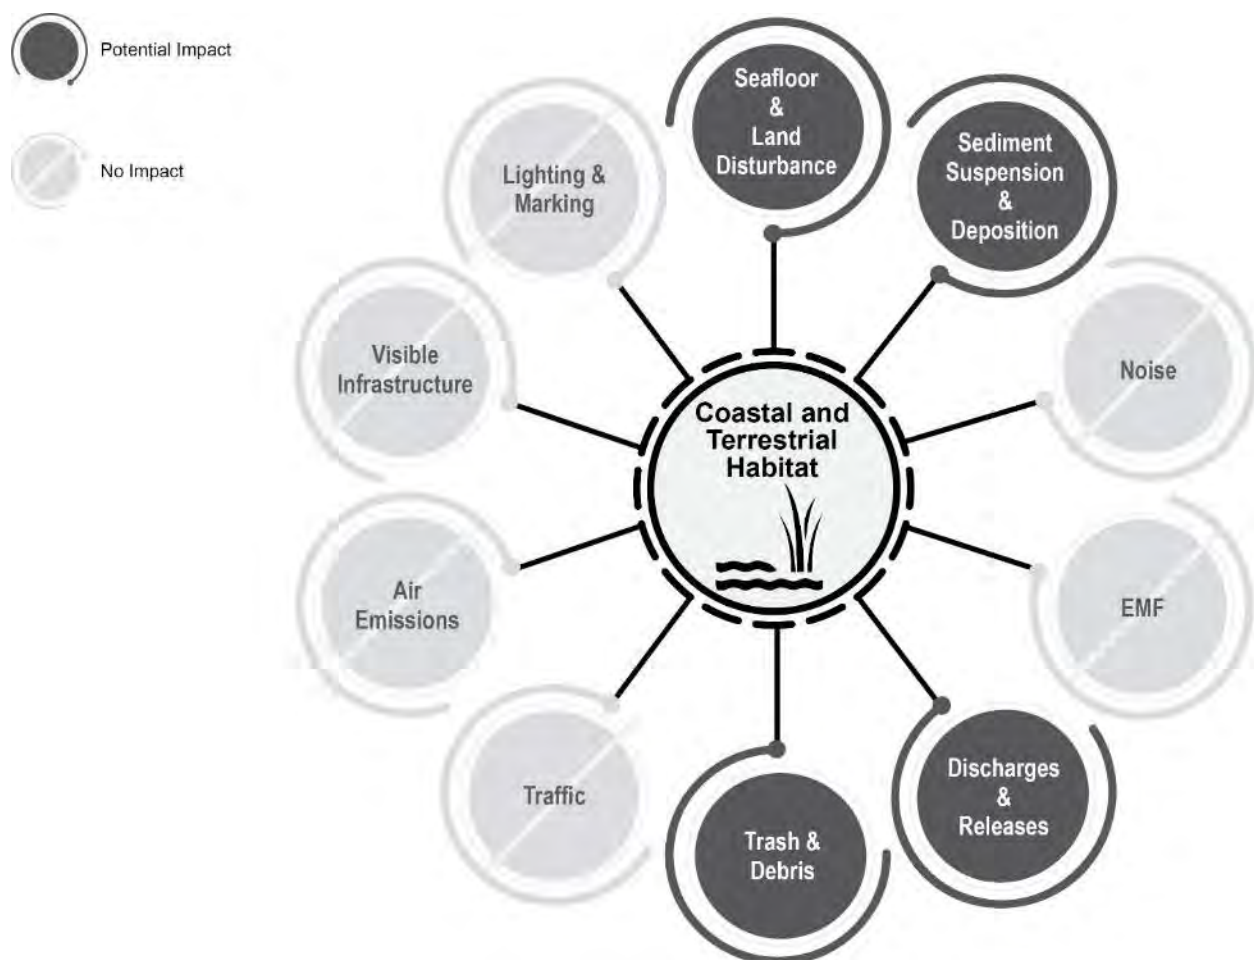 Potential Impact
No Impact
Seafloor
&
Land
Disturbance
Sediment
Suspension
&
Deposition
Lighting &
Marking
Visible
Infrastructure
Noise
Coastal and
Terrestrial
Habitat
Air
Emissions
EMF
Traffic
Trash &
Debris
Discharges
&
Releases